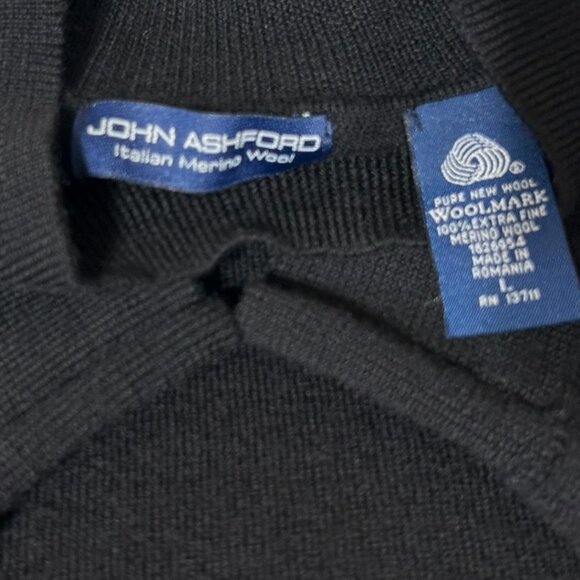 JOHN ASHFORD
Italian Merino Wool
PURE NEW WOOL
WOOLMARK
100% EXTRA FINE
MERINO WOOL
1626954
MADE IN
ROMANIA
L
RN 13711